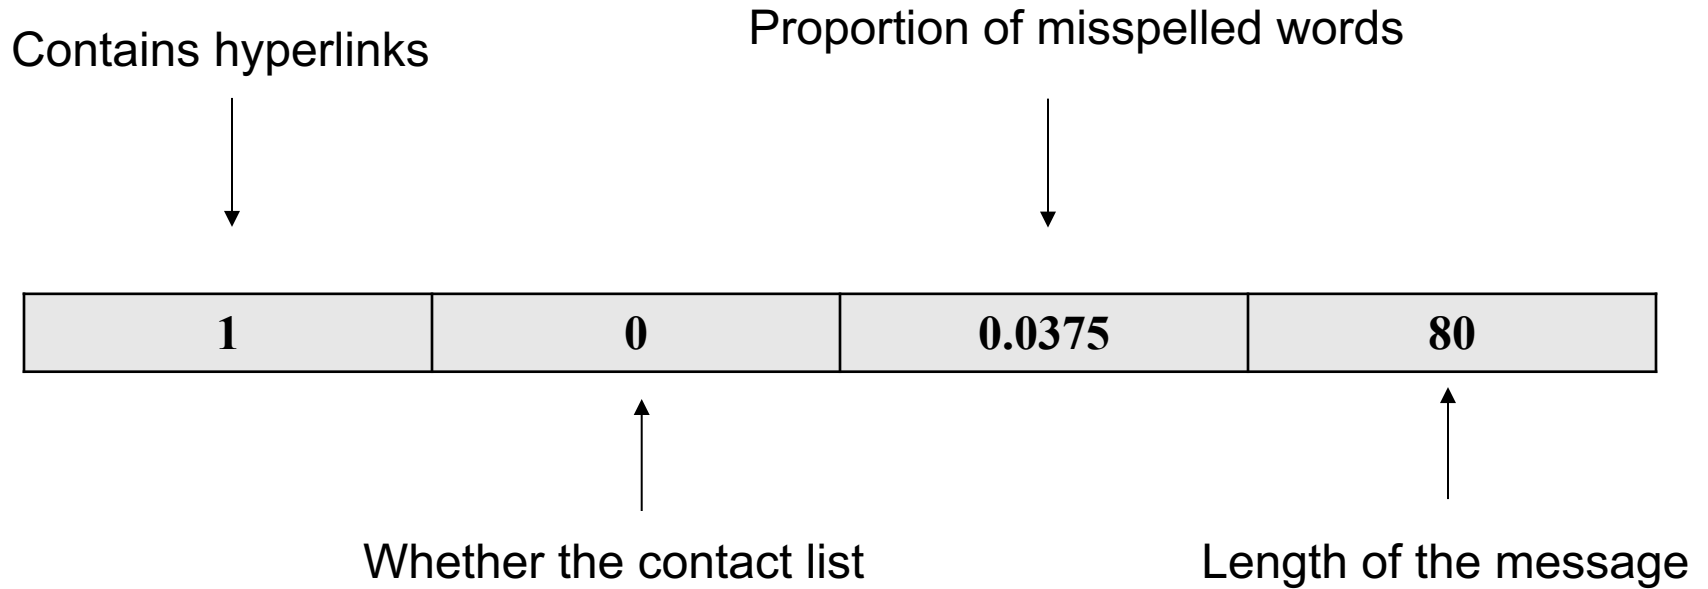 Contains hyperlinks
Proportion of misspelled words
1 0 0.0375 80
Whether the contact list
Length of the message